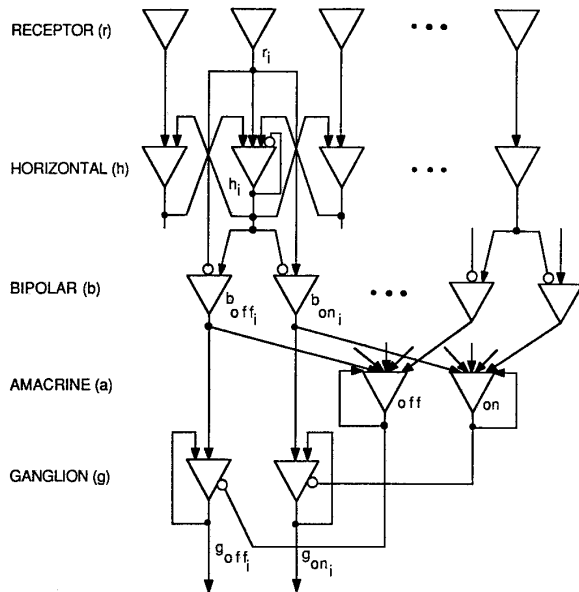 RECEPTOR (r)
r i
HORIZONTAL (h)
h i
BIPOLAR (b)
b off i
b on i
AMACRINE (a)
off
on
GANGLION (g)
g off i
g on i